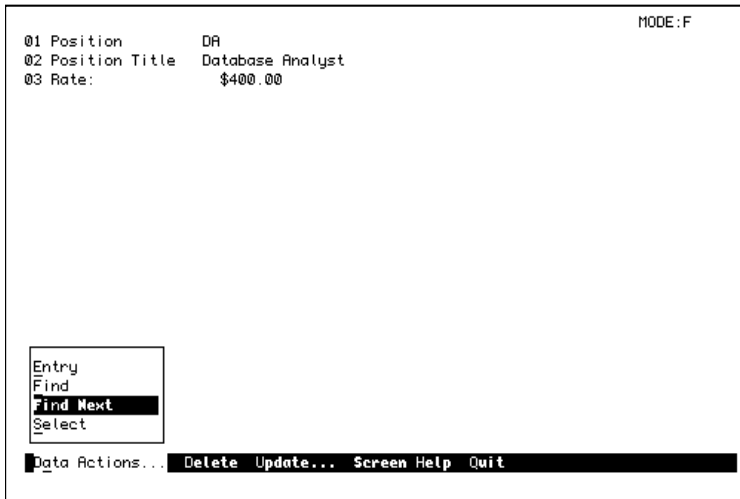 MODE:F
01 Position DA
02 Position Title Database Analyst
03 Rate: $400.00
Entry
Find
Find Next
Select
Data Actions... Delete Update... Screen Help Quit